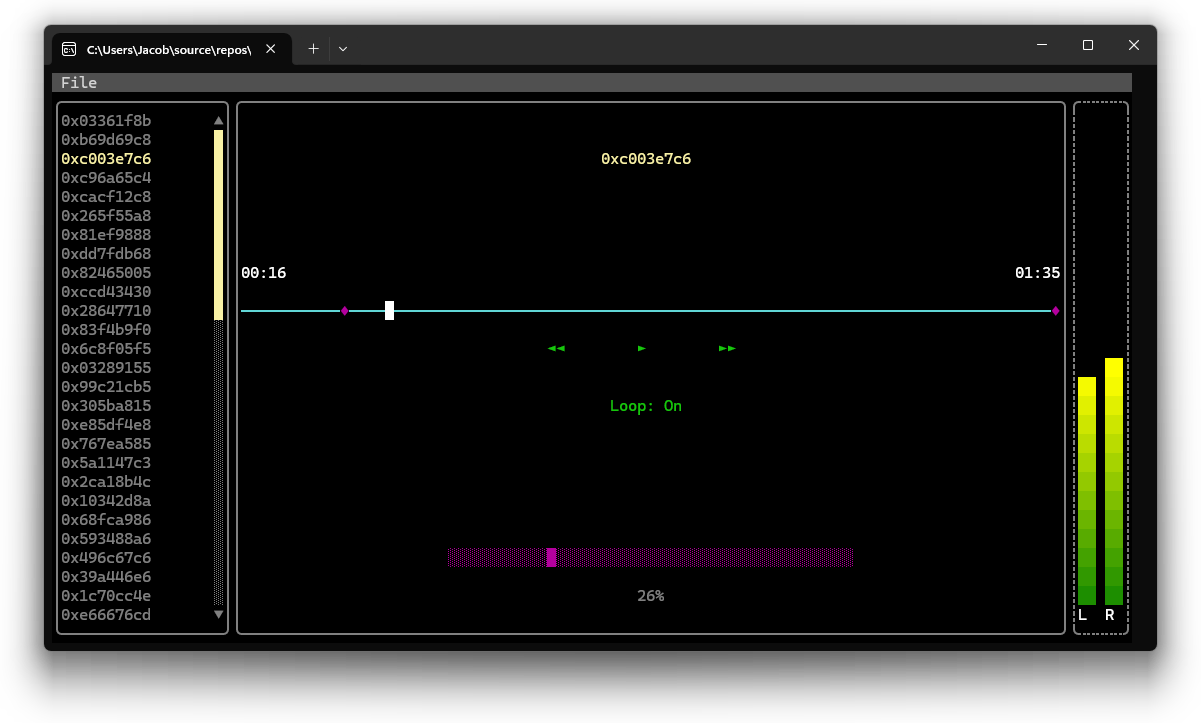 C:\Users\Jacob\source\repos\
File
0x03361f8b
0xb69d69c8
0xc003e7c6
0xc96a65c4
0xcacf12c8
0x265f55a8
0x81ef9888
0xdd7fdb68
0x82465005
0xccd43430
0x28647710
0x83f4b9f0
0x6c8f05f5
0x03289155
0x99c21cb5
0x305ba815
0xe85df4e8
0x767ea585
0x5a1147c3
0x2ca18b4c
0x10342d8a
0x68fca986
0x593488a6
0x496c67c6
0x39a446e6
0x1c70cc4e
0xe66676cd
0xc003e7c6
00:16 01:35
Loop: On
26%
L R